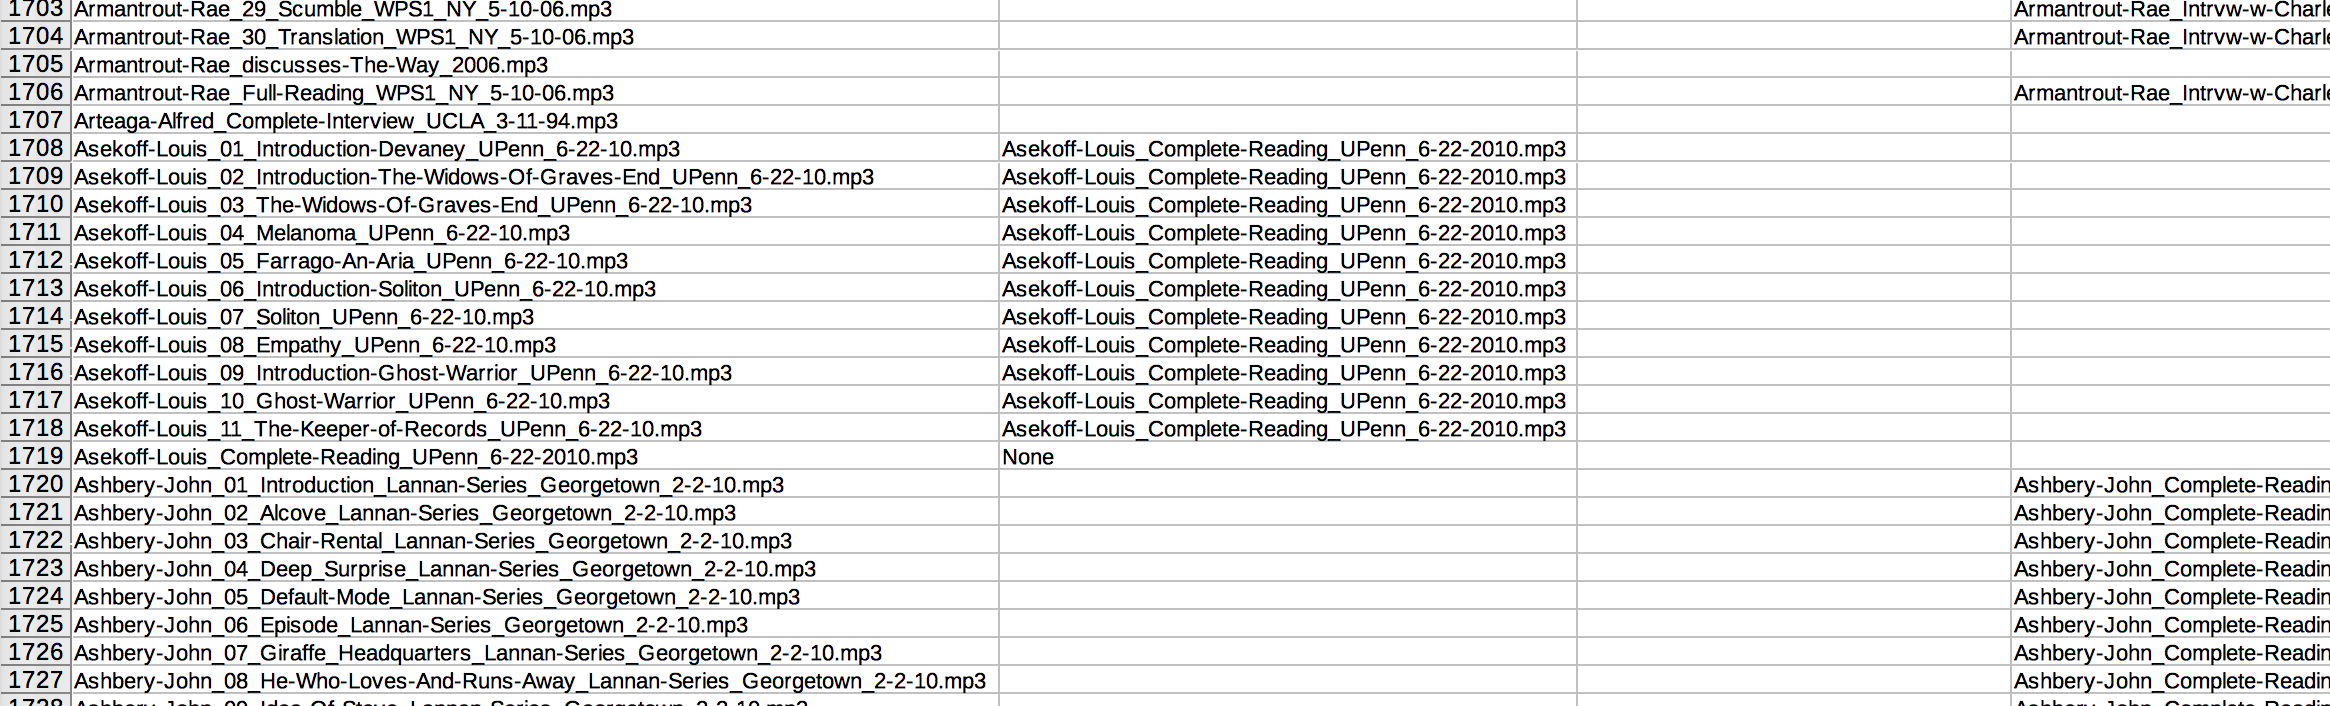 1703 Armantrout-Rae_29_Scumble_WPS1_NY_5-10-06.mp3 Armantrout-Rae_Intrvw-w-Charle
1704 Armantrout-Rae_30_Translation_WPS1_NY_5-10-06.mp3 Armantrout-Rae_Intrvw-w-Charle
1705 Armantrout-Rae_discusses-The-Way_2006.mp3
1706 Armantrout-Rae_Full-Reading_WPS1_NY_5-10-06.mp3 Armantrout-Rae_Intrvw-w-Charle
1707 Arteaga-Alfred_Complete-Interview_UCLA_3-11-94.mp3
1708 Asekoff-Louis_01_Introduction-Devaney_UPenn_6-22-10.mp3 Asekoff-Louis_Complete-Reading_UPenn_6-22-2010.mp3
1709 Asekoff-Louis_02_Introduction-The-Widows-Of-Graves-End_UPenn_6-22-10.mp3 Asekoff-Louis_Complete-Reading_UPenn_6-22-2010.mp3
1710 Asekoff-Louis_03_The-Widows-Of-Graves-End_UPenn_6-22-10.mp3 Asekoff-Louis_Complete-Reading_UPenn_6-22-2010.mp3
1711 Asekoff-Louis_04_Melanoma_UPenn_6-22-10.mp3 Asekoff-Louis_Complete-Reading_UPenn_6-22-2010.mp3
1712 Asekoff-Louis_05_Farrago-An-Aria_UPenn_6-22-10.mp3 Asekoff-Louis_Complete-Reading_UPenn_6-22-2010.mp3
1713 Asekoff-Louis_06_Introduction-Soliton_UPenn_6-22-10.mp3 Asekoff-Louis_Complete-Reading_UPenn_6-22-2010.mp3
1714 Asekoff-Louis_07_Soliton_UPenn_6-22-10.mp3 Asekoff-Louis_Complete-Reading_UPenn_6-22-2010.mp3
1715 Asekoff-Louis_08_Empathy_UPenn_6-22-10.mp3 Asekoff-Louis_Complete-Reading_UPenn_6-22-2010.mp3
1716 Asekoff-Louis_09_Introduction-Ghost-Warrior_UPenn_6-22-10.mp3 Asekoff-Louis_Complete-Reading_UPenn_6-22-2010.mp3
1717 Asekoff-Louis_10_Ghost-Warrior_UPenn_6-22-10.mp3 Asekoff-Louis_Complete-Reading_UPenn_6-22-2010.mp3
1718 Asekoff-Louis_11_The-Keeper-of-Records_UPenn_6-22-10.mp3 Asekoff-Louis_Complete-Reading_UPenn_6-22-2010.mp3
1719 Asekoff-Louis_Complete-Reading_UPenn_6-22-2010.mp3 None
1720 Ashbery-John_01_Introduction_Lannan-Series_Georgetown_2-2-10.mp3 Ashbery-John_Complete-Readin
1721 Ashbery-John_02_Alcove_Lannan-Series_Georgetown_2-2-10.mp3 Ashbery-John_Complete-Readin
1722 Ashbery-John_03_Chair-Rental_Lannan-Series_Georgetown_2-2-10.mp3 Ashbery-John_Complete-Readin
1723 Ashbery-John_04_Deep_Surprise_Lannan-Series_Georgetown_2-2-10.mp3 Ashbery-John_Complete-Readin
1724 Ashbery-John_05_Default-Mode_Lannan-Series_Georgetown_2-2-10.mp3 Ashbery-John_Complete-Readin
1725 Ashbery-John_06_Episode_Lannan-Series_Georgetown_2-2-10.mp3 Ashbery-John_Complete-Readin
1726 Ashbery-John_07_Giraffe_Headquarters_Lannan-Series_Georgetown_2-2-10.mp3 Ashbery-John_Complete-Readin
1727 Ashbery-John_08_He-Who-Loves-And-Runs-Away_Lannan-Series_Georgetown_2-2-10.mp3 Ashbery-John_Complete-Readin